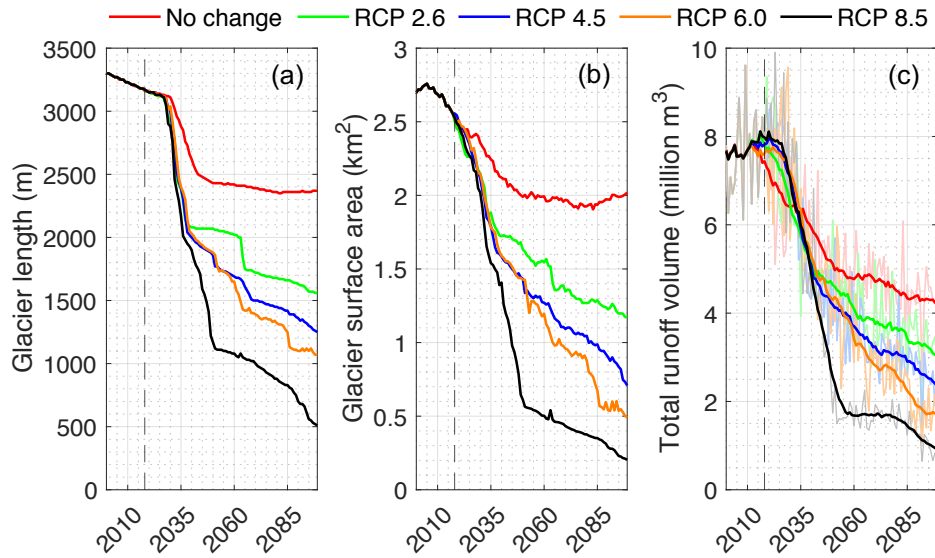 No change RCP 2.6 RCP 4.5 RCP 6.0 RCP 8.5
(a)
Glacier length (m)
3500
3000
2500
2000
1500
1000
500
0
2010 2035 2060 2085
(b)
Glacier surface area (km²)
3
2.5
2
1.5
1
0.5
0
2010 2035 2060 2085
(c)
Total runoff volume (million m³)
10
8
6
4
2
0
2010 2035 2060 2085